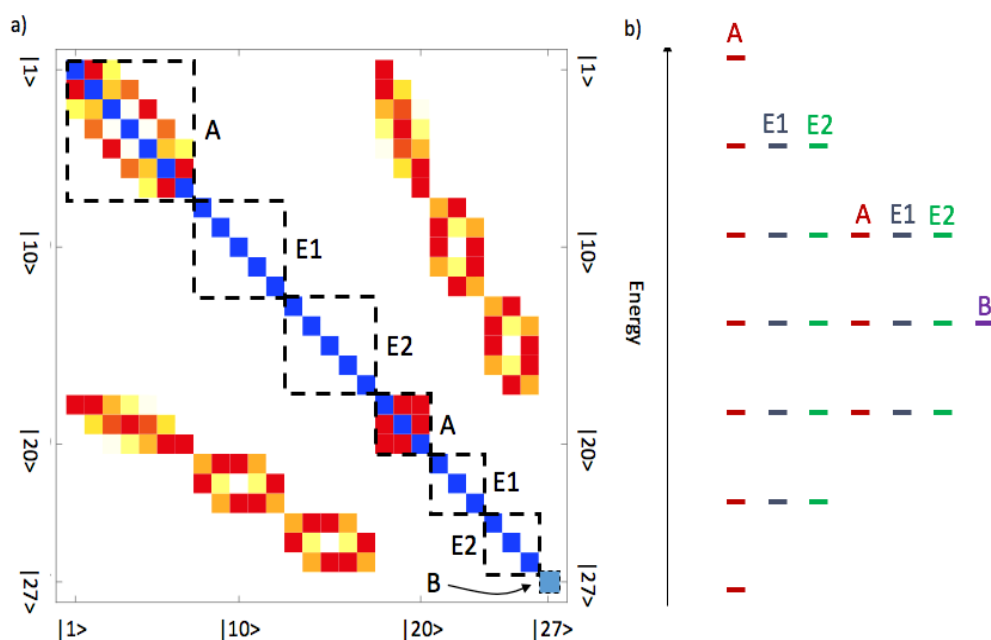 a)
|1>
|10>
|20>
|27>
A
E1
E2
A
E1
E2
B
|1>
|10>
|20>
|27>
|1>
|10>
|20>
|27>
b)
Energy
A
E1 E2
A E1 E2
B